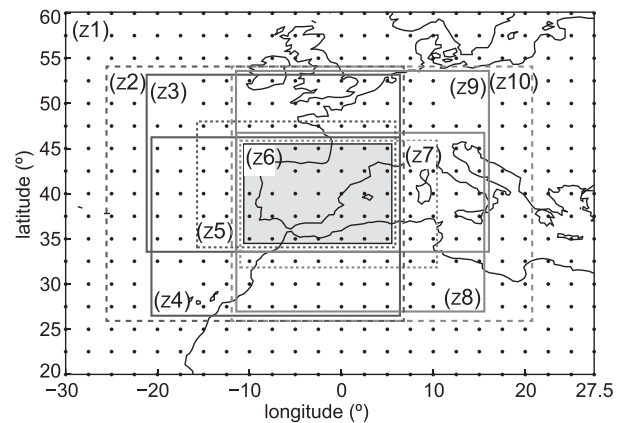 60
(z1)
55
(z2)
(z3)
(z9)
(z10)
50
45
(z6)
(z7)
40
(z5)
35
(z4)
(z8)
30
25
20
−30
−20
−10
0
10
20
27.5
latitude (º)
longitude (º)